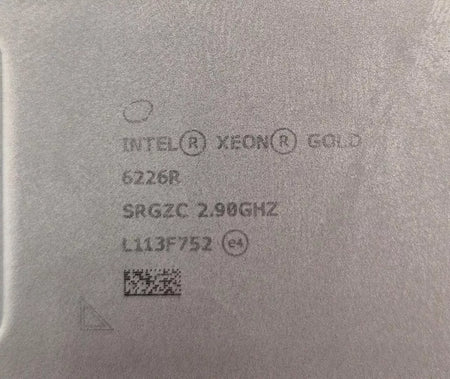 INTEL® XEON® GOLD
6226R
SRGZC 2.90GHZ
L113F752 e4